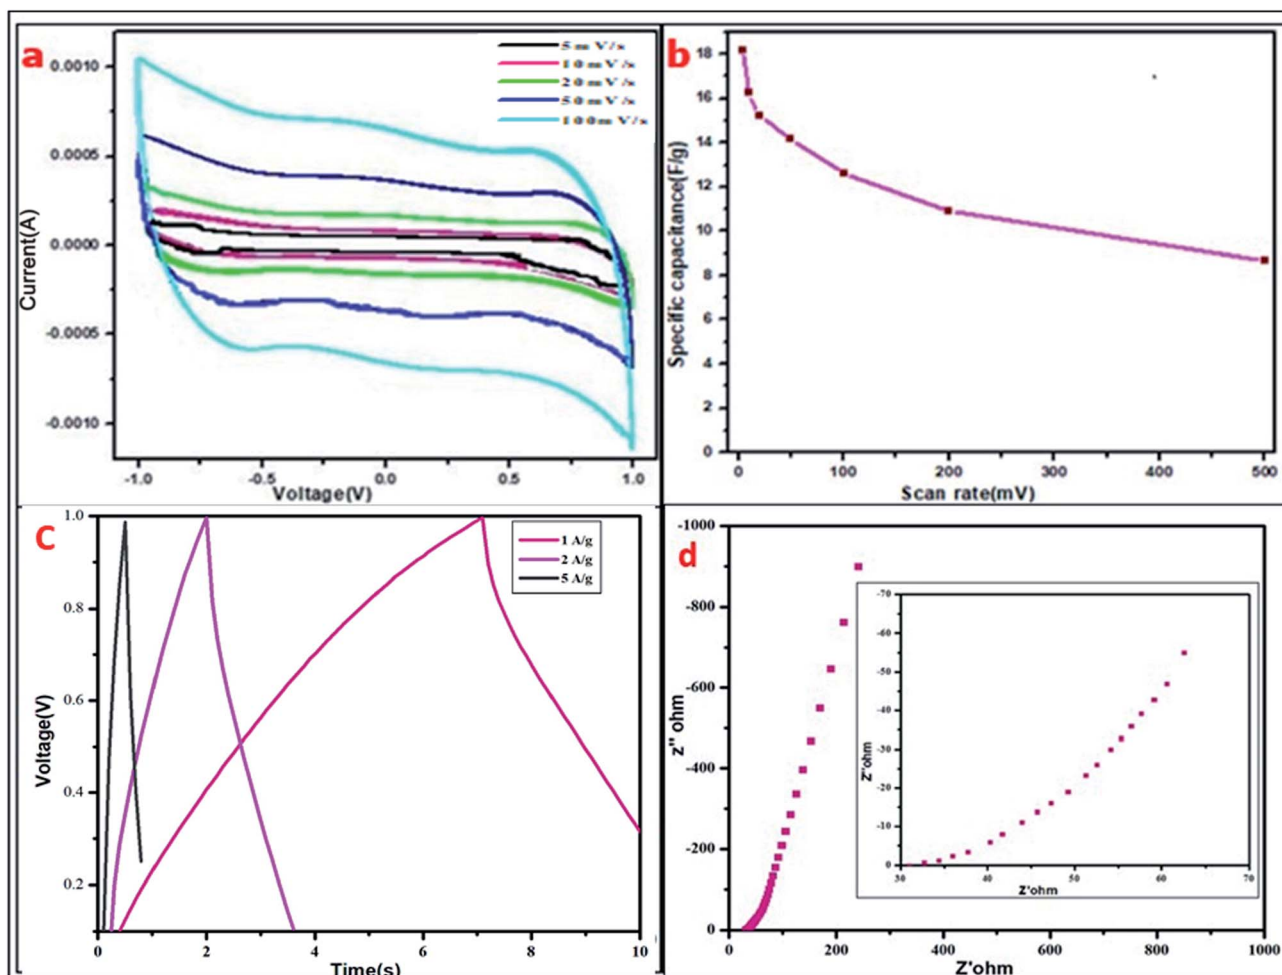 a
5 m V/s
10 m V/s
20 m V/s
50 m V/s
100m V/s
0.0010
0.0005
0.0000
-0.0005
-0.0010
Current(A)
-1.0 -0.5 0.0 0.5 1.0
Voltage(V)
b
18
16
14
12
10
8
6
4
2
0
Specific capacitance(F/g)
0 100 200 300 400 500
Scan rate(mV)
c
1 A/g
2 A/g
5 A/g
1.0
0.8
0.6
0.4
0.2
Voltage(V)
0 2 4 6 8 10
Time(s)
d
-1000
-800
-600
-400
-200
0
z'' ohm
0 200 400 600 800 1000
Z'ohm
-70
-60
-50
-40
-30
-20
-10
0
Z''ohm
30 40 50 60 70
Z'ohm